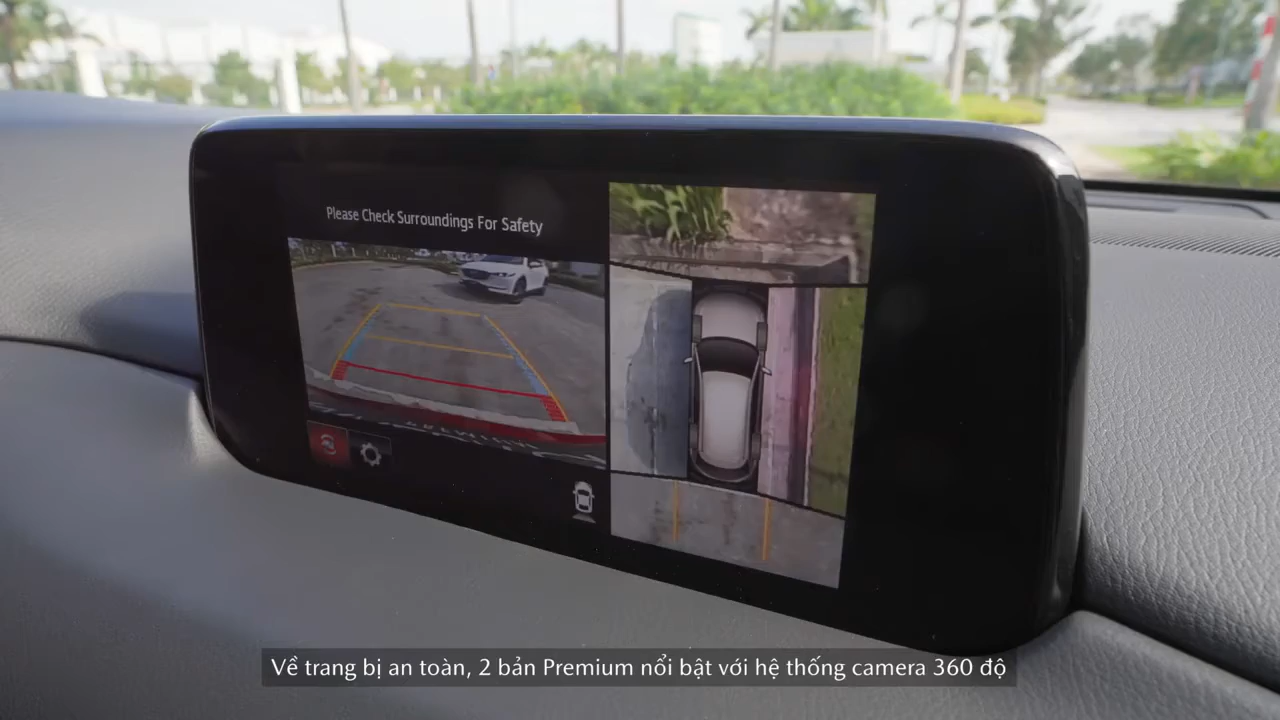 Please Check Surroundings For Safety
Về trang bị an toàn, 2 bản Premium nổi bật với hệ thống camera 360 độ